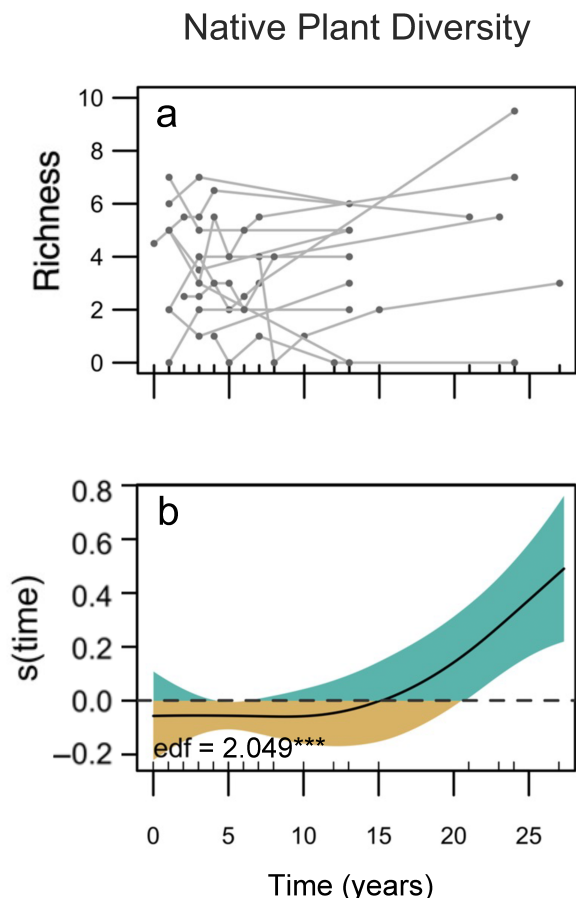 Native Plant Diversity
a
Richness
10
8
6
4
2
0
b
s(time)
0.8
0.6
0.4
0.2
0.0
−0.2
edf = 2.049***
0 5 10 15 20 25
Time (years)